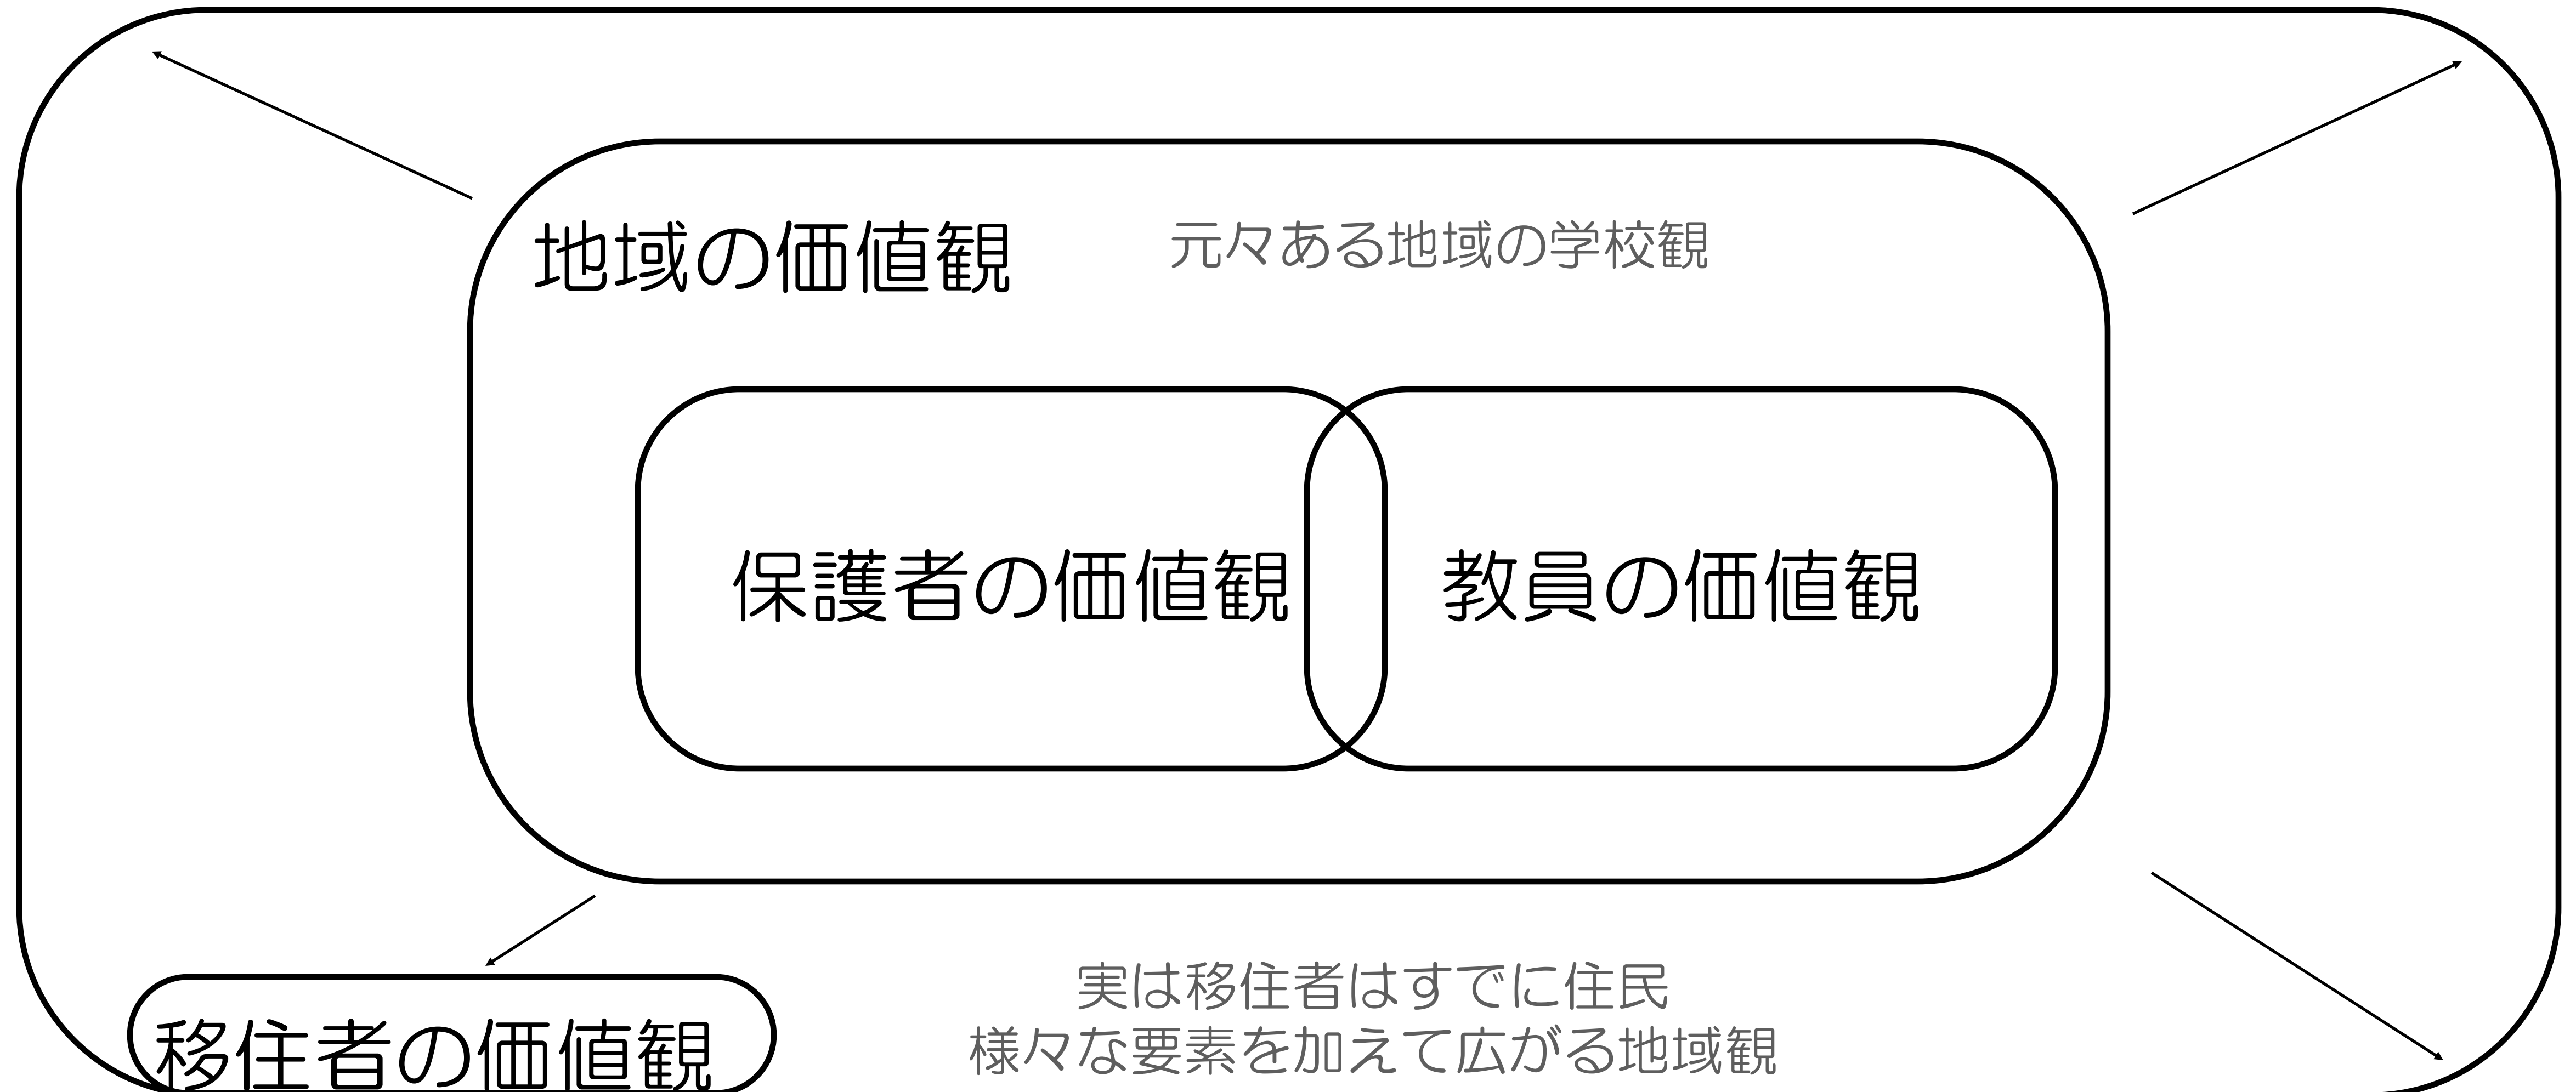 地域の価値観
元々ある地域の学校観
保護者の価値観
教員の価値観
移住者の価値観
実は移住者はすでに住民
様々な要素を加えて広がる地域観